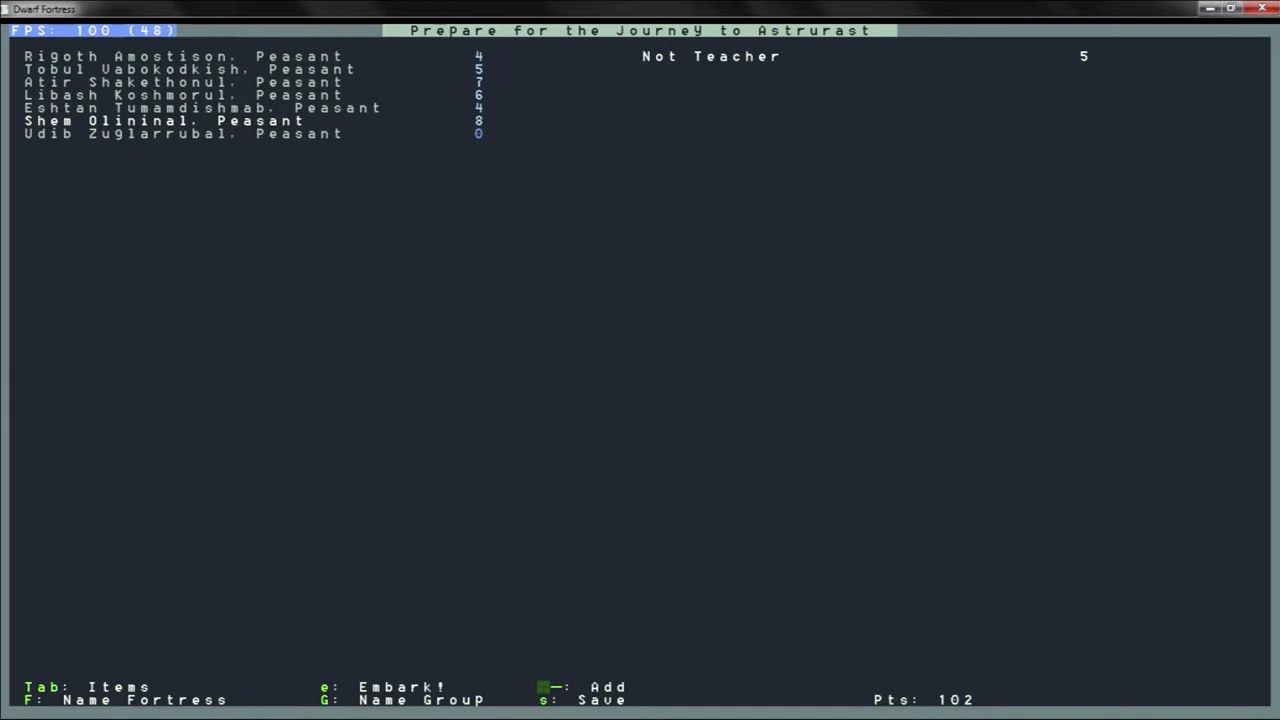 Dwarf Fortress
FPS: 100 (48)
Prepare for the Journey to Astrurast
Rigoth Amostison, Peasant 4 Not Teacher 5
Tobul Vabokodkish, Peasant 5
Atir Shakethonul, Peasant 7
Libash Koshmorul, Peasant 6
Eshtan Tumamdishmab, Peasant 4
Shem Olininal, Peasant 8
Udib Zuglarrubal, Peasant 0
Tab: Items e: Embark! —: Add
F: Name Fortress G: Name Group s: Save Pts: 102